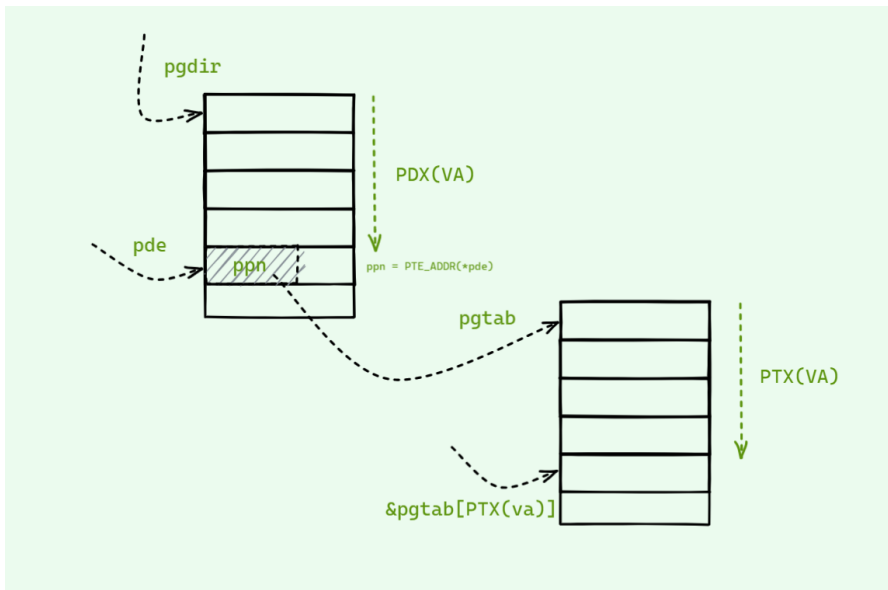 pgdir
PDX(VA)
pde
ppn
ppn = PTE_ADDR(*pde)
pgtab
PTX(VA)
&pgtab[PTX(va)]